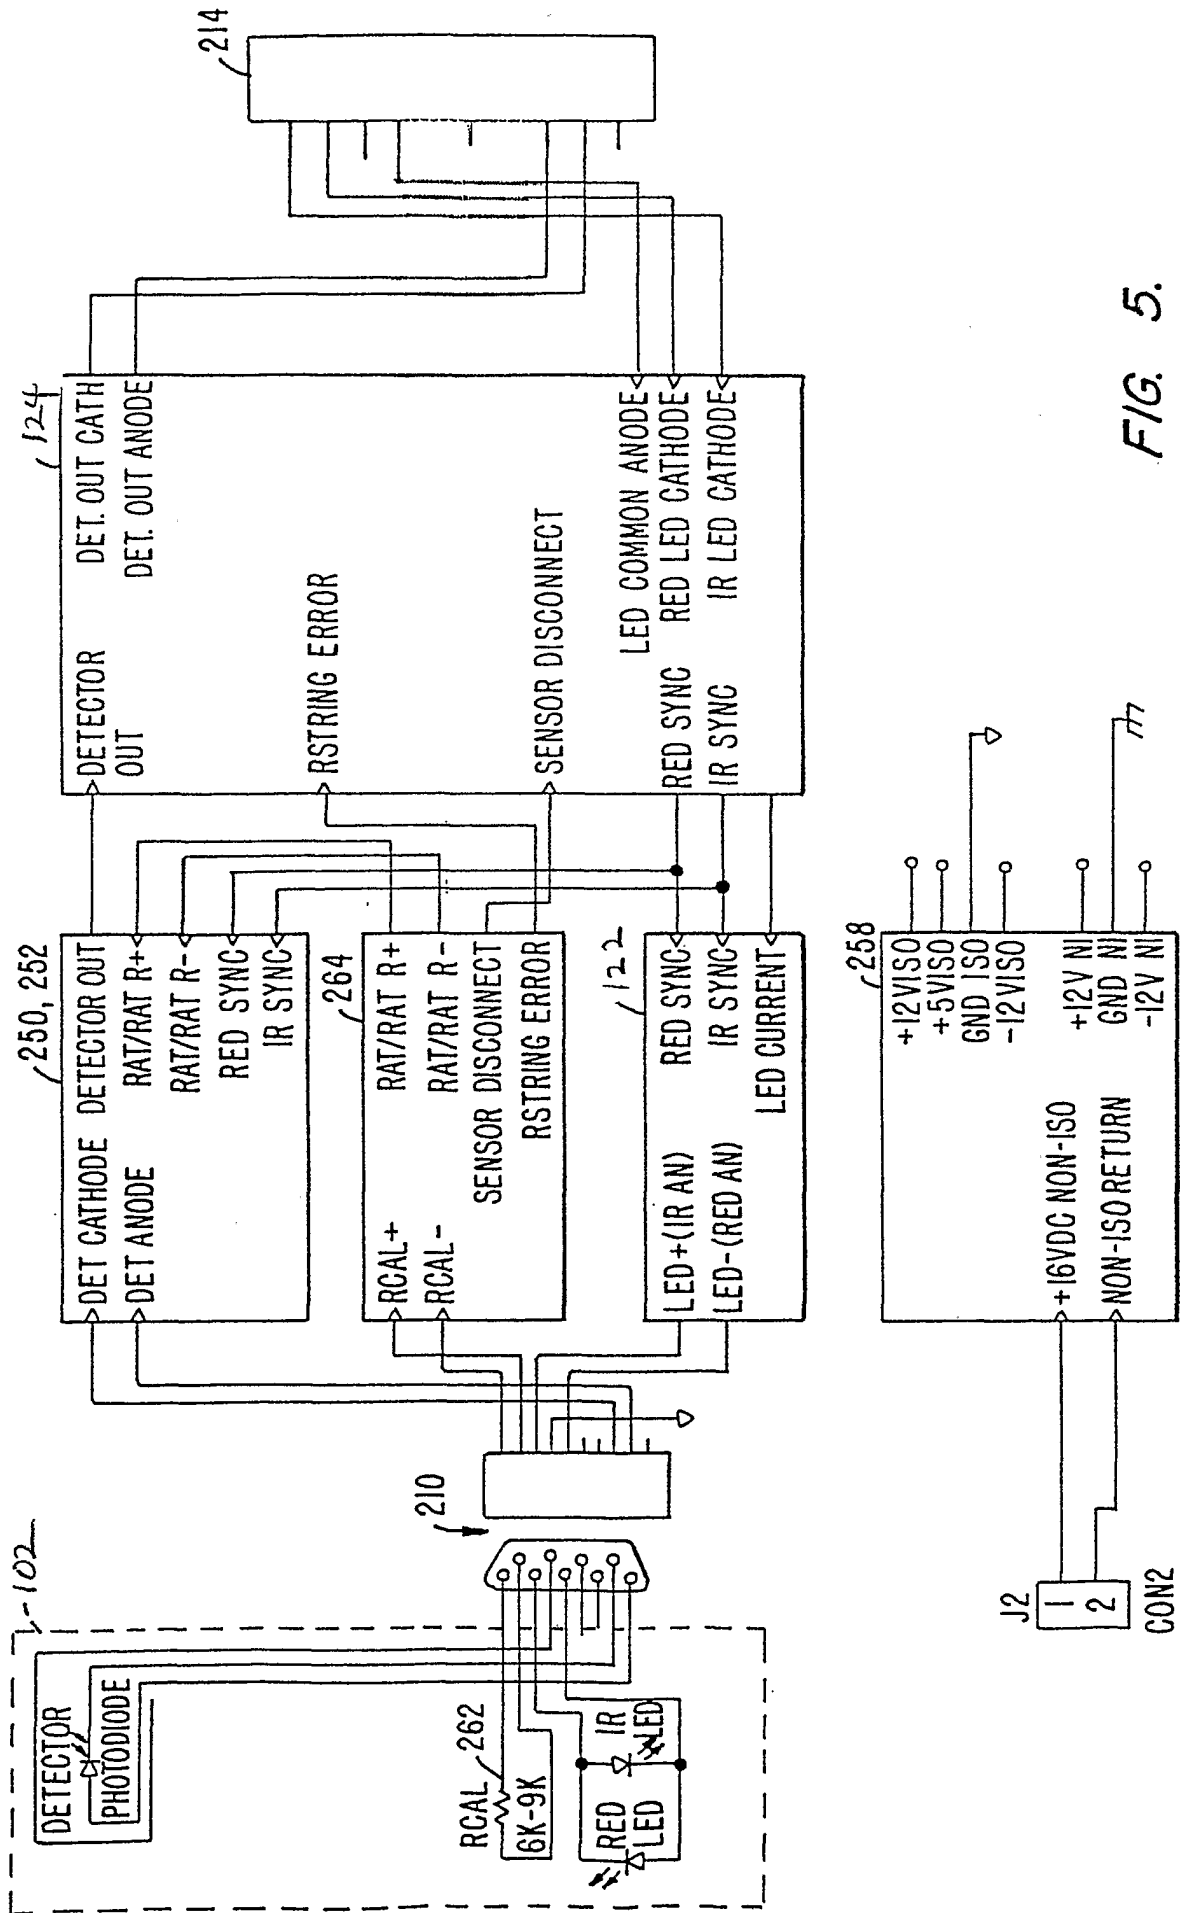 214
124
DET. OUT CATH
DET. OUT ANODE
DETECTOR
OUT
RSTRING ERROR
SENSOR DISCONNECT
LED COMMON ANODE
RED LED CATHODE
IR LED CATHODE
RED SYNC
IR SYNC
250, 252
DET CATHODE
DET ANODE
DETECTOR OUT
RAT/RAT R+
RAT/RAT R-
RED SYNC
IR SYNC
264
RCAL+
RCAL-
RAT/RAT R+
RAT/RAT R-
SENSOR DISCONNECT
RSTRING ERROR
122
LED+(IR AN)
LED-(RED AN)
RED SYNC
IR SYNC
LED CURRENT
258
+12VISO
+5VISO
GND ISO
-12VISO
+12V NI
GND NI
-12V NI
+16VDC NON-ISO
NON-ISO RETURN
J2
1
2
CON2
210
102
DETECTOR
PHOTODIODE
RCAL
262
6K-9K
IR
LED
RED
LED
FIG. 5.